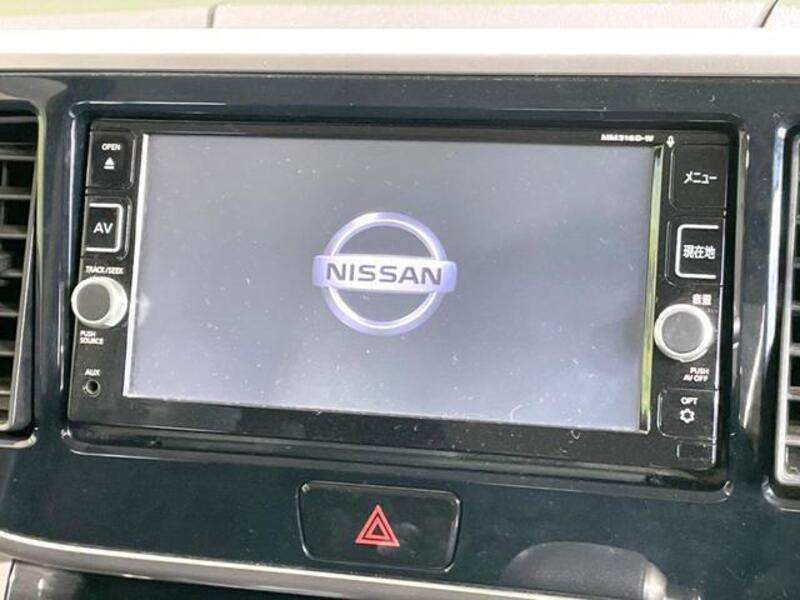 MM316D-W
OPEN
AV
TRACK/SEEK
PUSH
SOURCE
AUX
NISSAN
メニュー
現在地
音量
PUSH
AV OFF
OPT